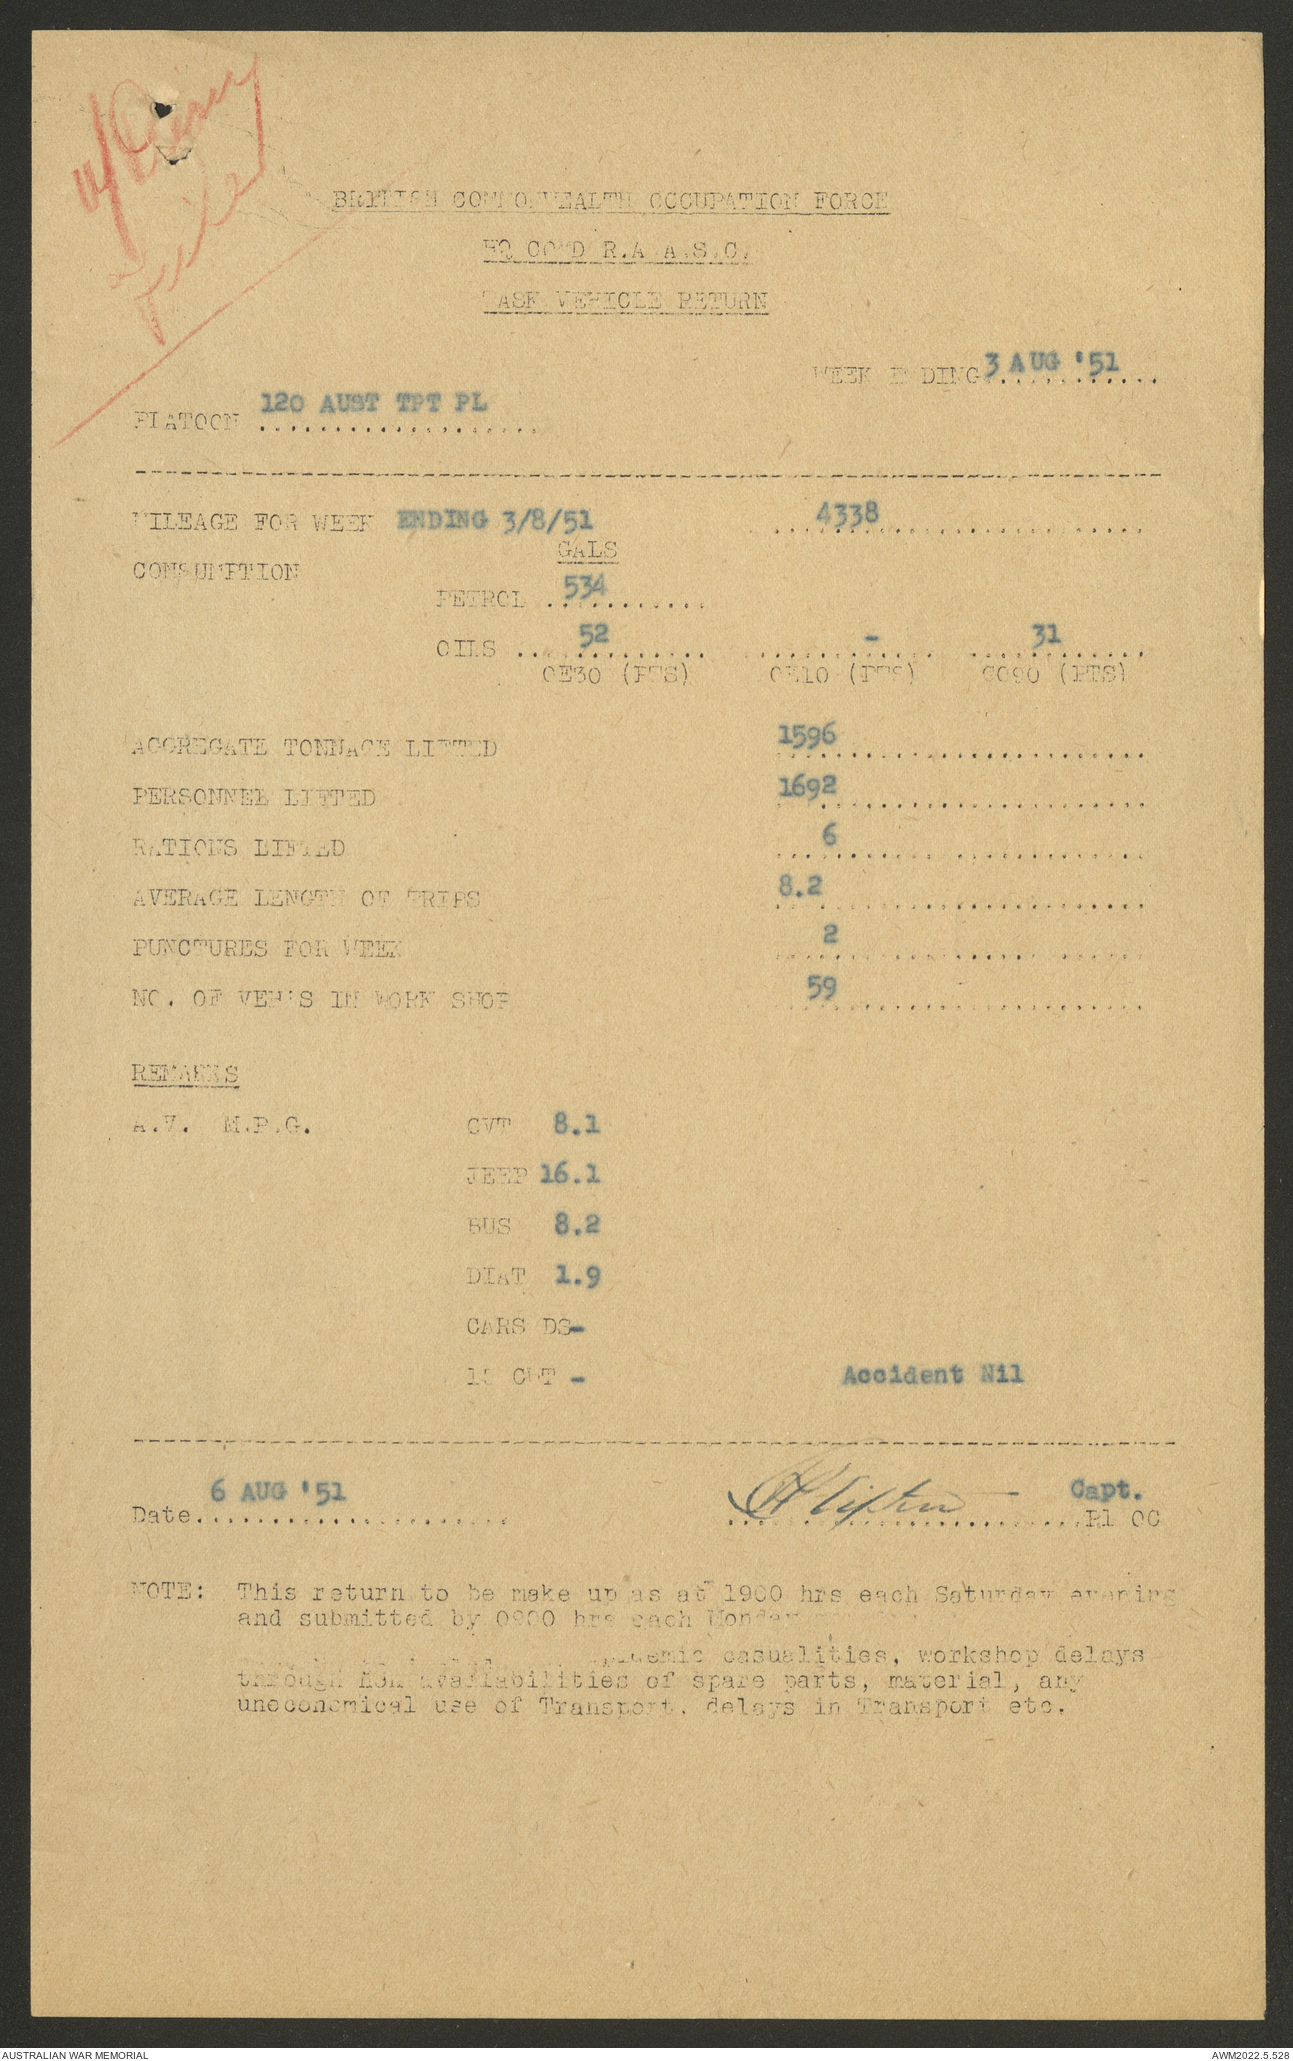 w/Diary
File
BRITISH COMMONWEALTH OCCUPATION FORCE
HQ COMD R.A.A.S.C.
TASK VEHICLE RETURN
WEEK ENDING 3 AUG '51
PLATOON 120 AUST TPT PL
MILEAGE FOR WEEK ENDING 3/8/51 4338
GALS
CONSUMPTION
PETROL 534
OILS 52 - 31
OE30 (PTS) OE10 (PTS) CO90 (PTS)
AGGREGATE TONNAGE LIFTED 1596
PERSONNEL LIFTED 1692
RATIONS LIFTED 6
AVERAGE LENGTH OF TRIPS 8.2
PUNCTURES FOR WEEK 2
NO. OF VEH'S IN WORK SHOP 59
REMARKS
A.V. M.P.G. CVT 8.1
JEEP 16.1
BUS 8.2
DIAT 1.9
CARS DS-
15 CWT - Accident Nil
6 AUG '51 Capt.
Date Pl OC
NOTE: This return to be make up as at 1900 hrs each Saturday evening
and submitted by 0900 hrs each Monday
epidemic casualities, workshop delays
through non availabilities of spare parts, material, any
uneconomical use of Transport, delays in Transport etc.
AUSTRALIAN WAR MEMORIAL AWM2022.5.528